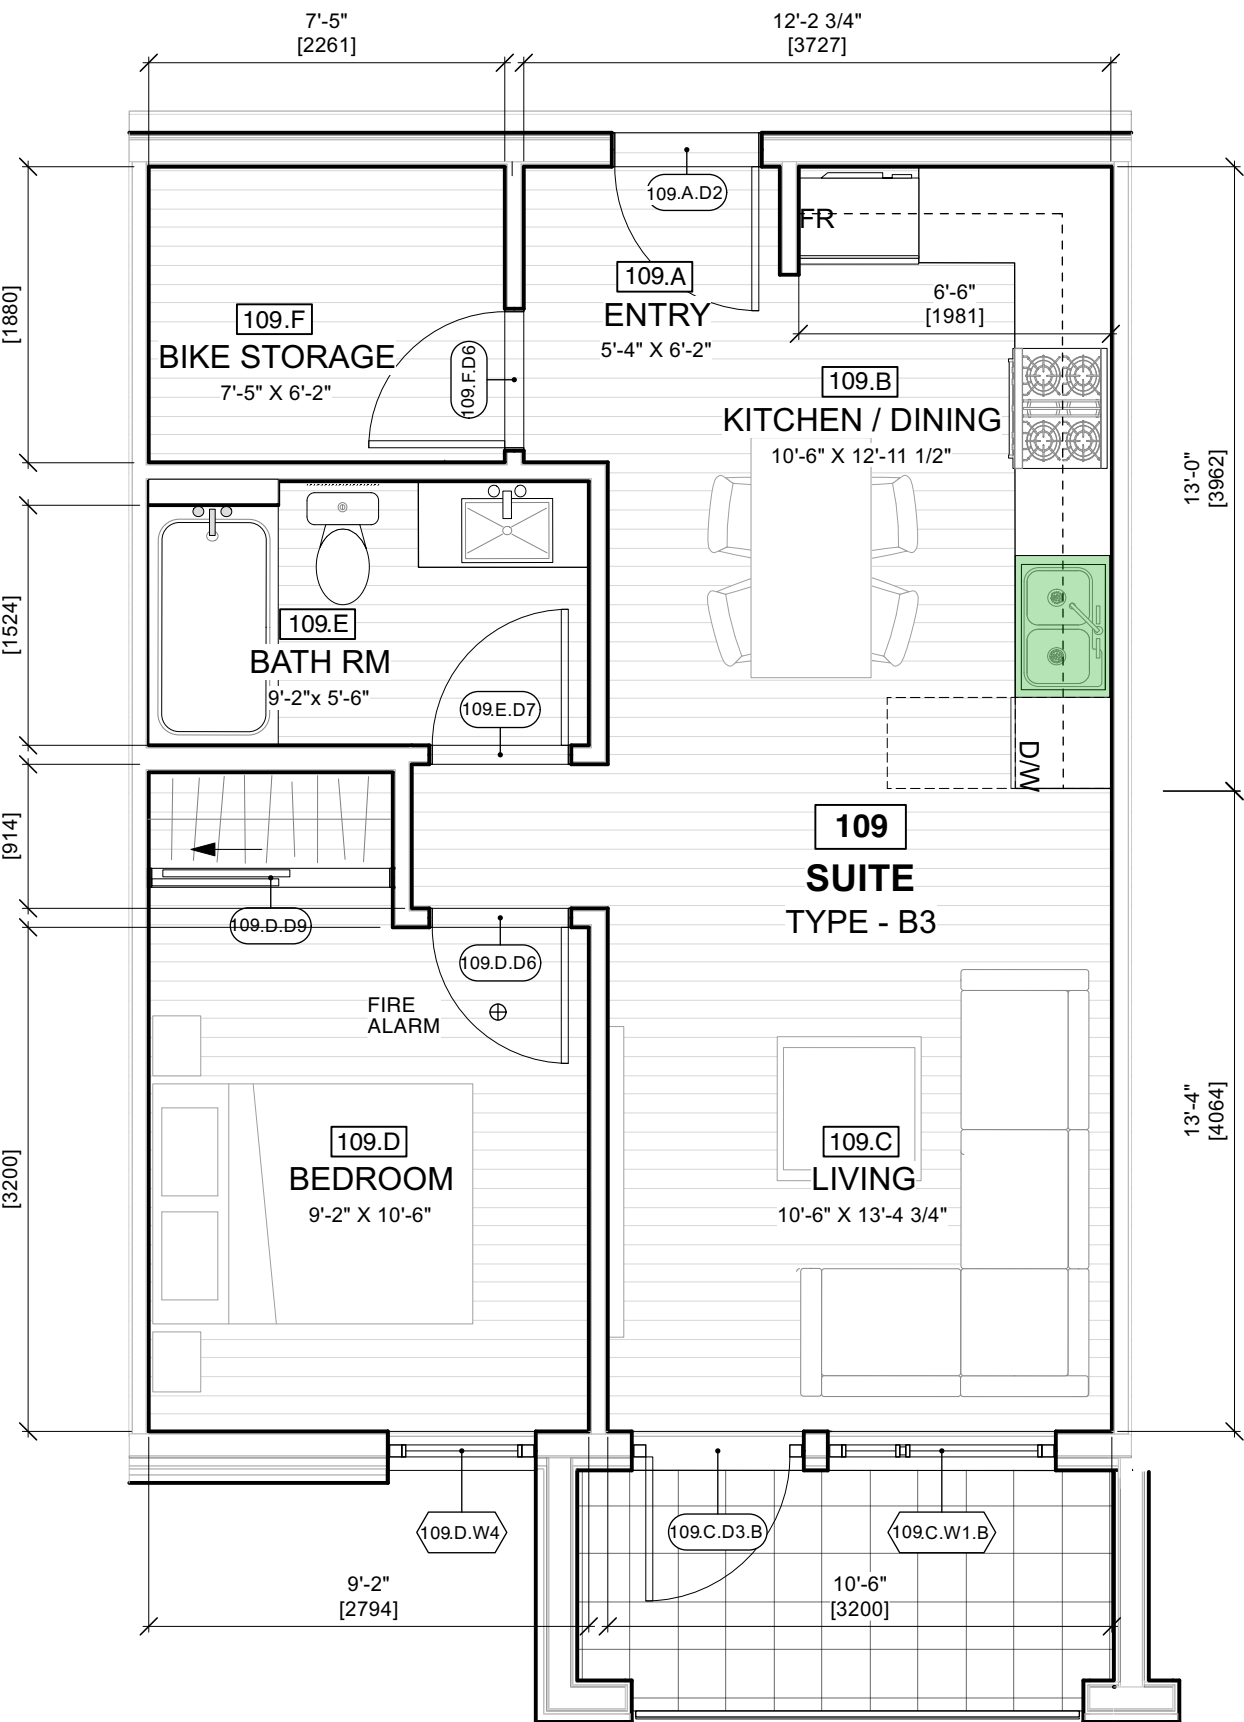 7'-5"
[2261]
12'-2 3/4"
[3727]
109.A.D2
FR
109.A
ENTRY
5'-4" X 6'-2"
6'-6"
[1981]
[1880]
109.F
BIKE STORAGE
7'-5" X 6'-2"
109.F.D6
109.B
KITCHEN / DINING
10'-6" X 12'-11 1/2"
13'-0"
[3962]
[1524]
109.E
BATH RM
9'-2"x 5'-6"
109.E.D7
D/W
[914]
109
SUITE
TYPE - B3
109.D.D9
109.D.D6
FIRE
ALARM
13'-4"
[4064]
[3200]
109.D
BEDROOM
9'-2" X 10'-6"
109.C
LIVING
10'-6" X 13'-4 3/4"
109.D.W4
109.C.D3.B
109.C.W1.B
9'-2"
[2794]
10'-6"
[3200]